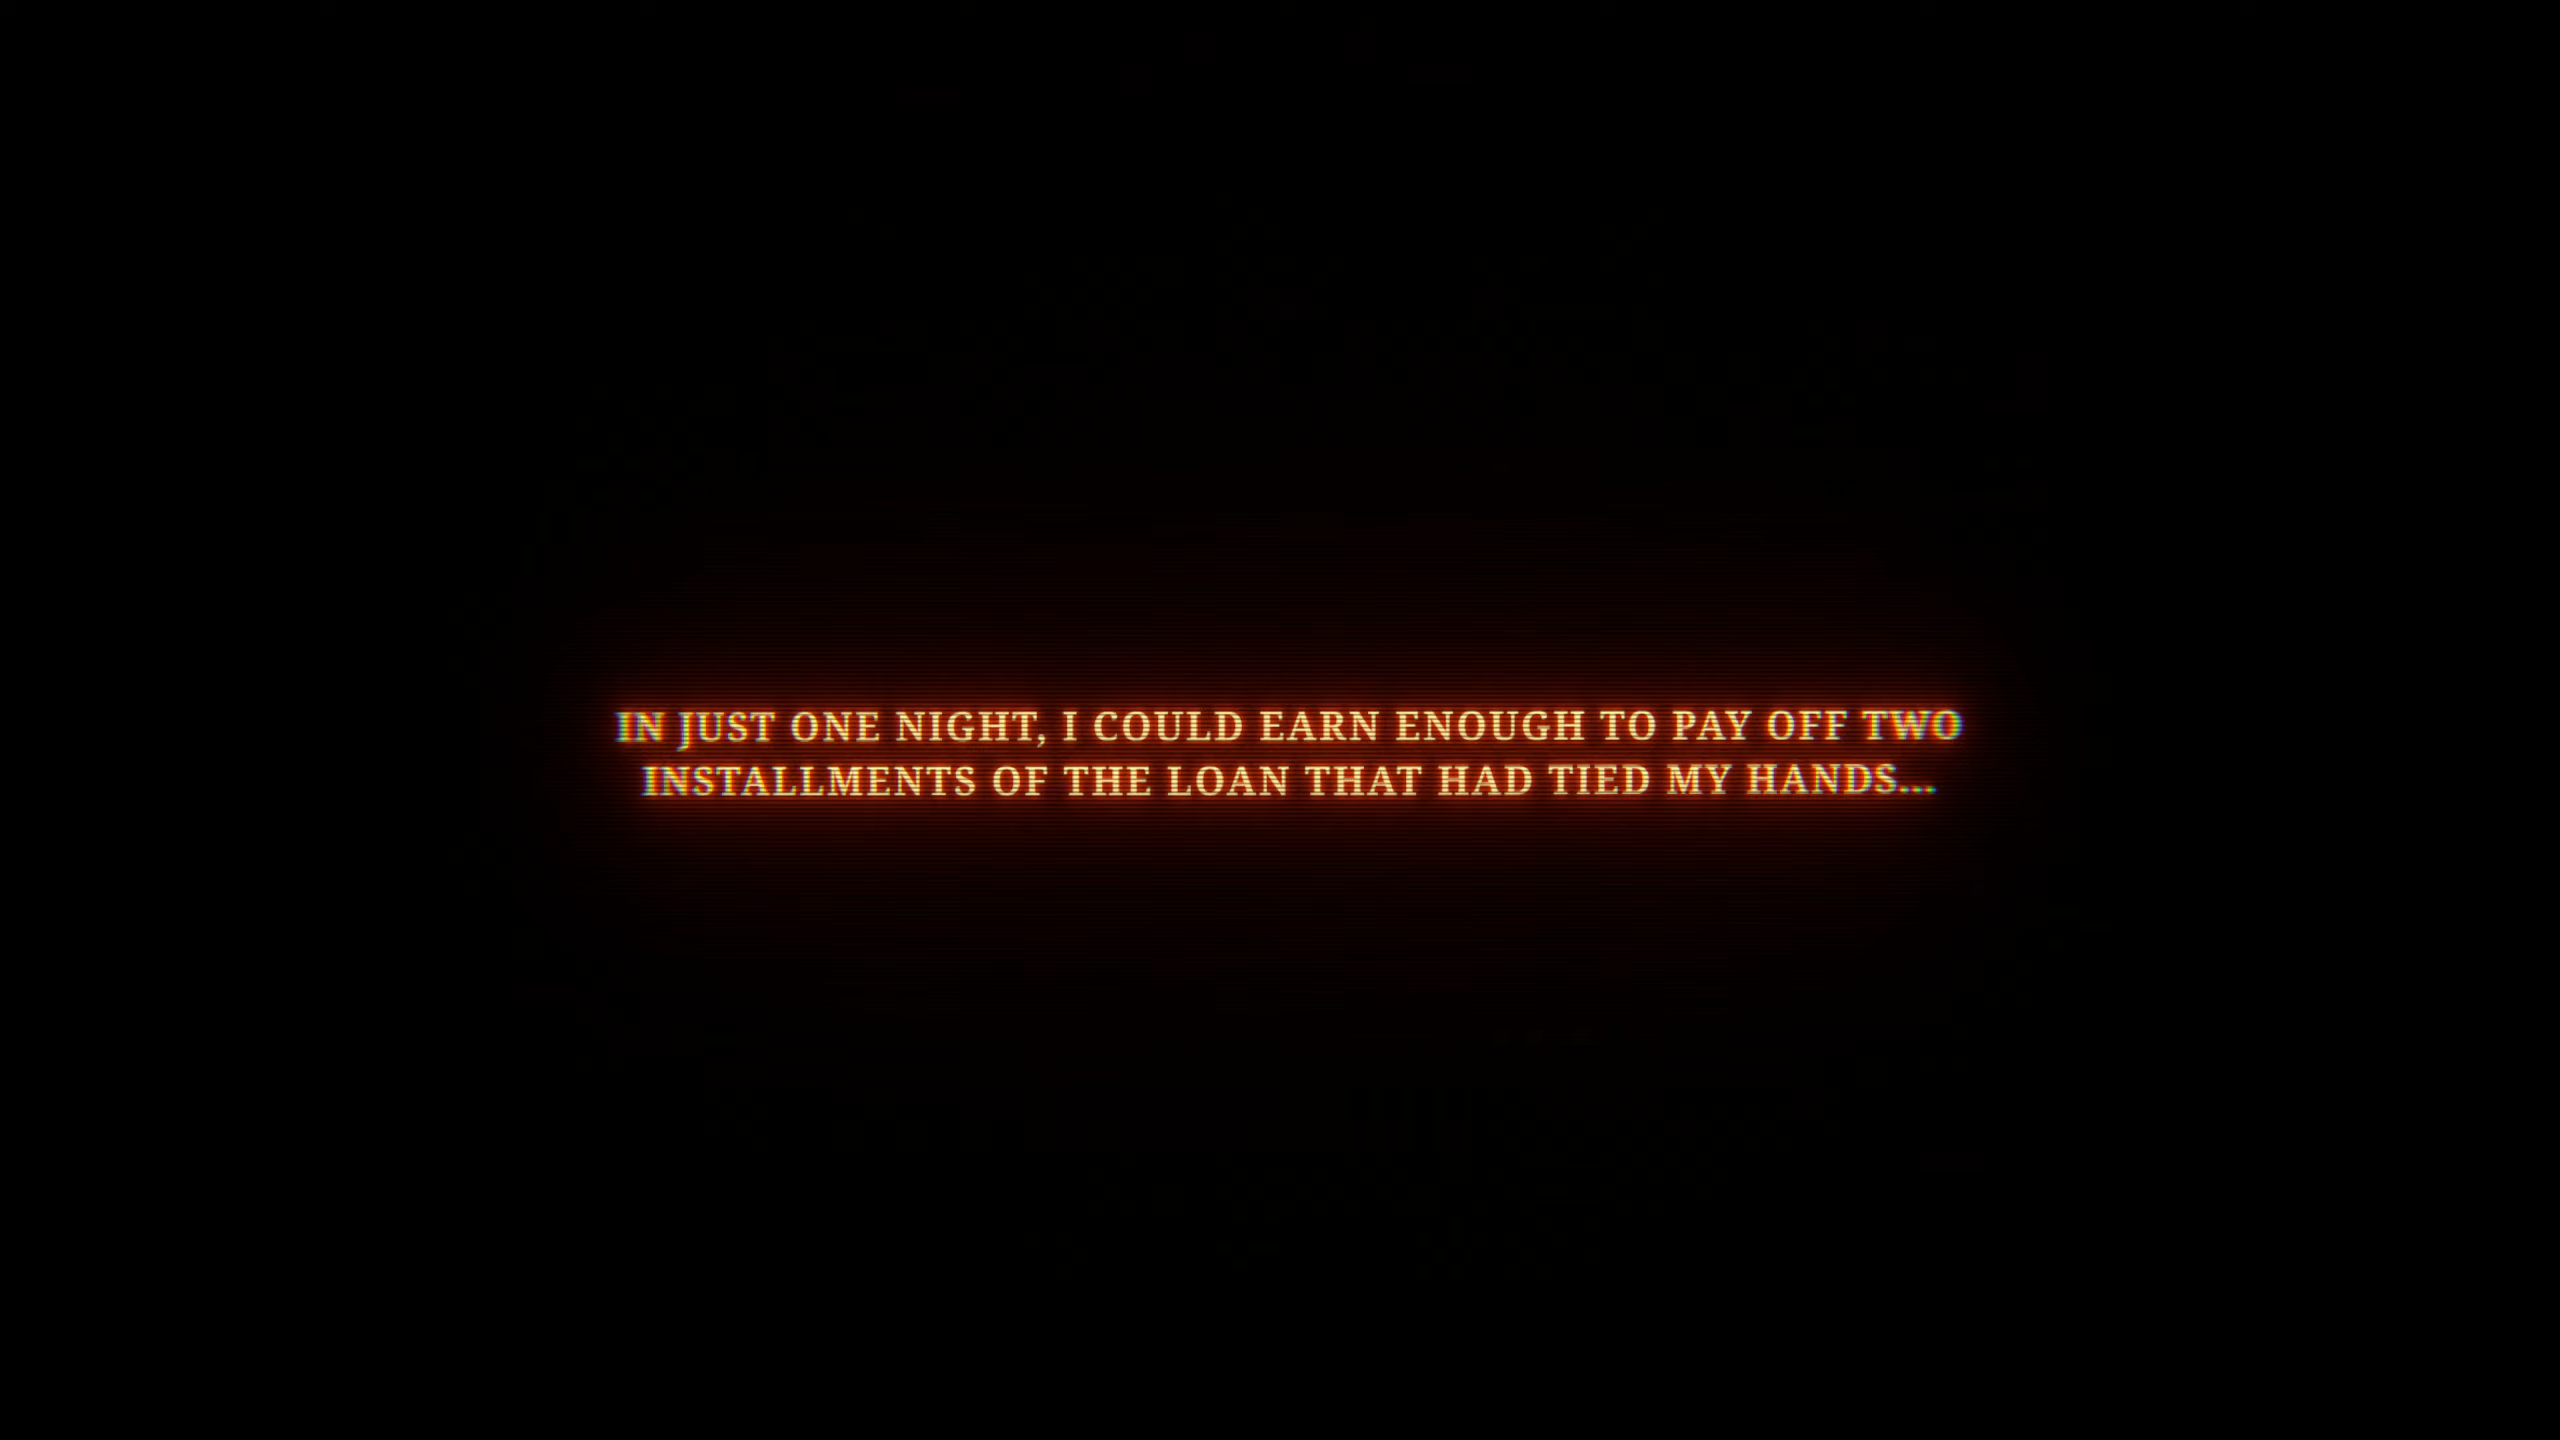 IN JUST ONE NIGHT, I COULD EARN ENOUGH TO PAY OFF TWO
INSTALLMENTS OF THE LOAN THAT HAD TIED MY HANDS...